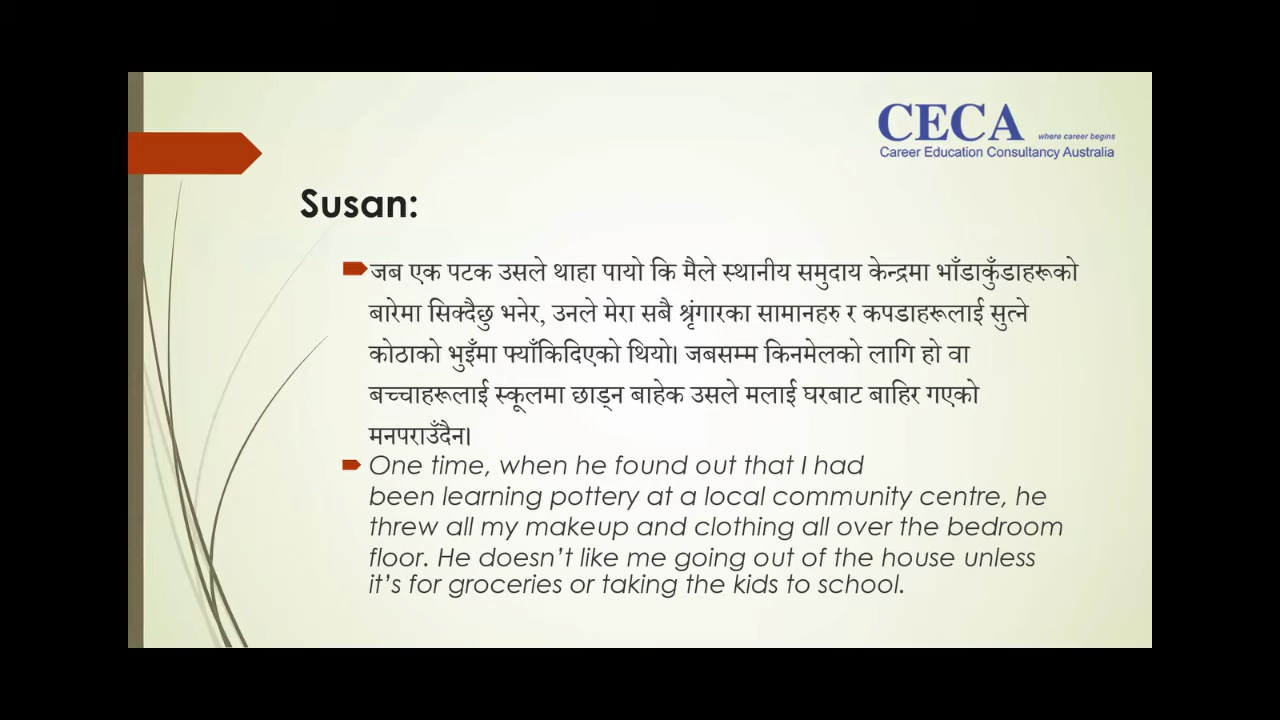 CECA where career begins
Career Education Consultancy Australia
Susan:
जब एक पटक उसले थाहा पायो कि मैले स्थानीय समुदाय केन्द्रमा भाँडाकुँडाहरूको
बारेमा सिक्दैछु भनेर, उनले मेरा सबै श्रृंगारका सामानहरु र कपडाहरूलाई सुत्ने
कोठाको भुइँमा फ्याँकिदिएको थियो। जबसम्म किनमेलको लागि हो वा
बच्चाहरूलाई स्कूलमा छाड्न बाहेक उसले मलाई घरबाट बाहिर गएको
मनपराउँदैन।
One time, when he found out that I had
been learning pottery at a local community centre, he
threw all my makeup and clothing all over the bedroom
floor. He doesn’t like me going out of the house unless
it’s for groceries or taking the kids to school.